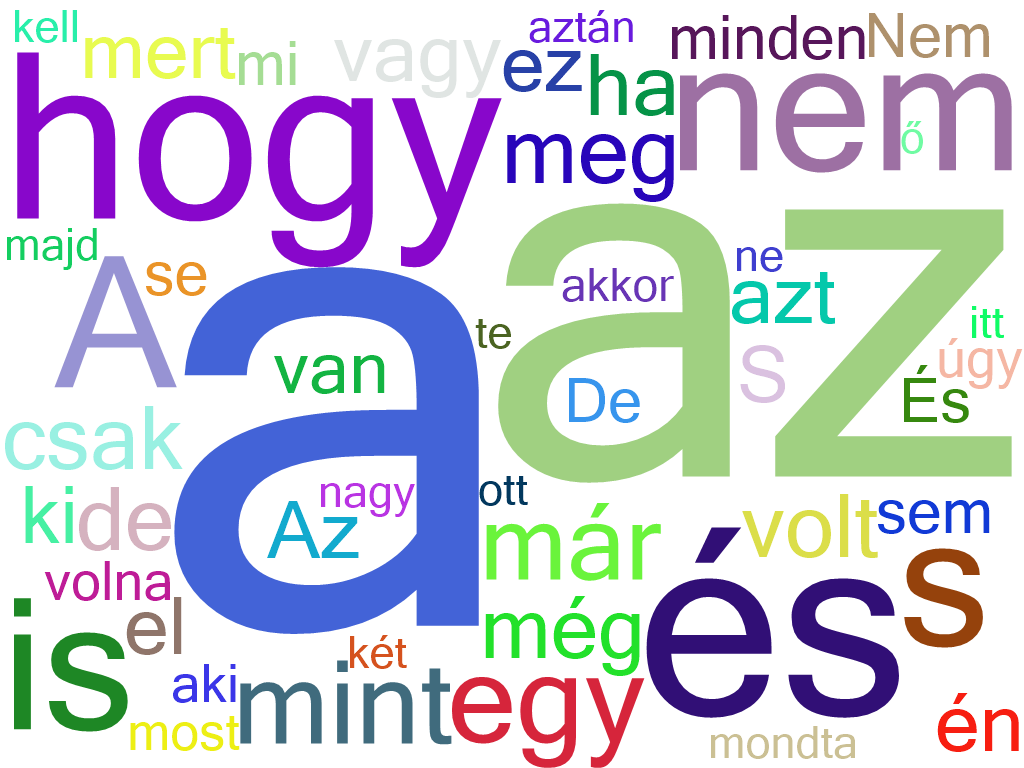 kell
mert
mi
vagy
aztán
ez
ha
minden
Nem
hogy
meg
nem
ő
majd
A
se
a
az
akkor
ne
azt
itt
te
van
De
s
úgy
És
csak
ki
de
nagy
ott
Az
már
volt
sem
volna
el
is
még
és
s
két
aki
mint
egy
most
mondta
én